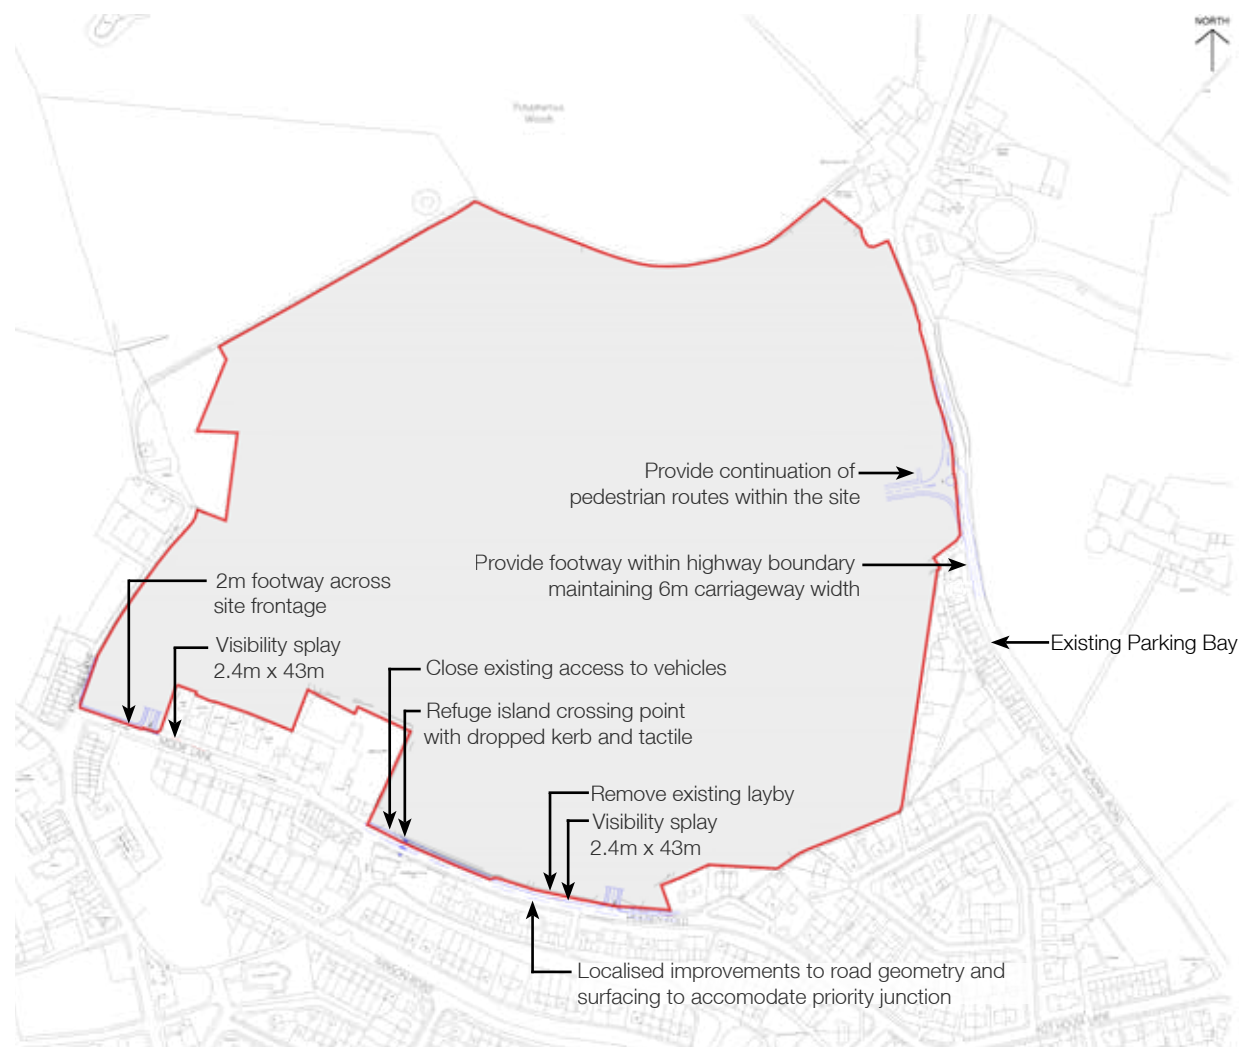 NORTH
Provide continuation of
pedestrian routes within the site
Provide footway within highway boundary
maintaining 6m carriageway width
2m footway across
site frontage
Existing Parking Bay
Visibility splay
2.4m x 43m
Close existing access to vehicles
Refuge island crossing point
with dropped kerb and tactile
Remove existing layby
Visibility splay
2.4m x 43m
Localised improvements to road geometry and
surfacing to accomodate priority junction